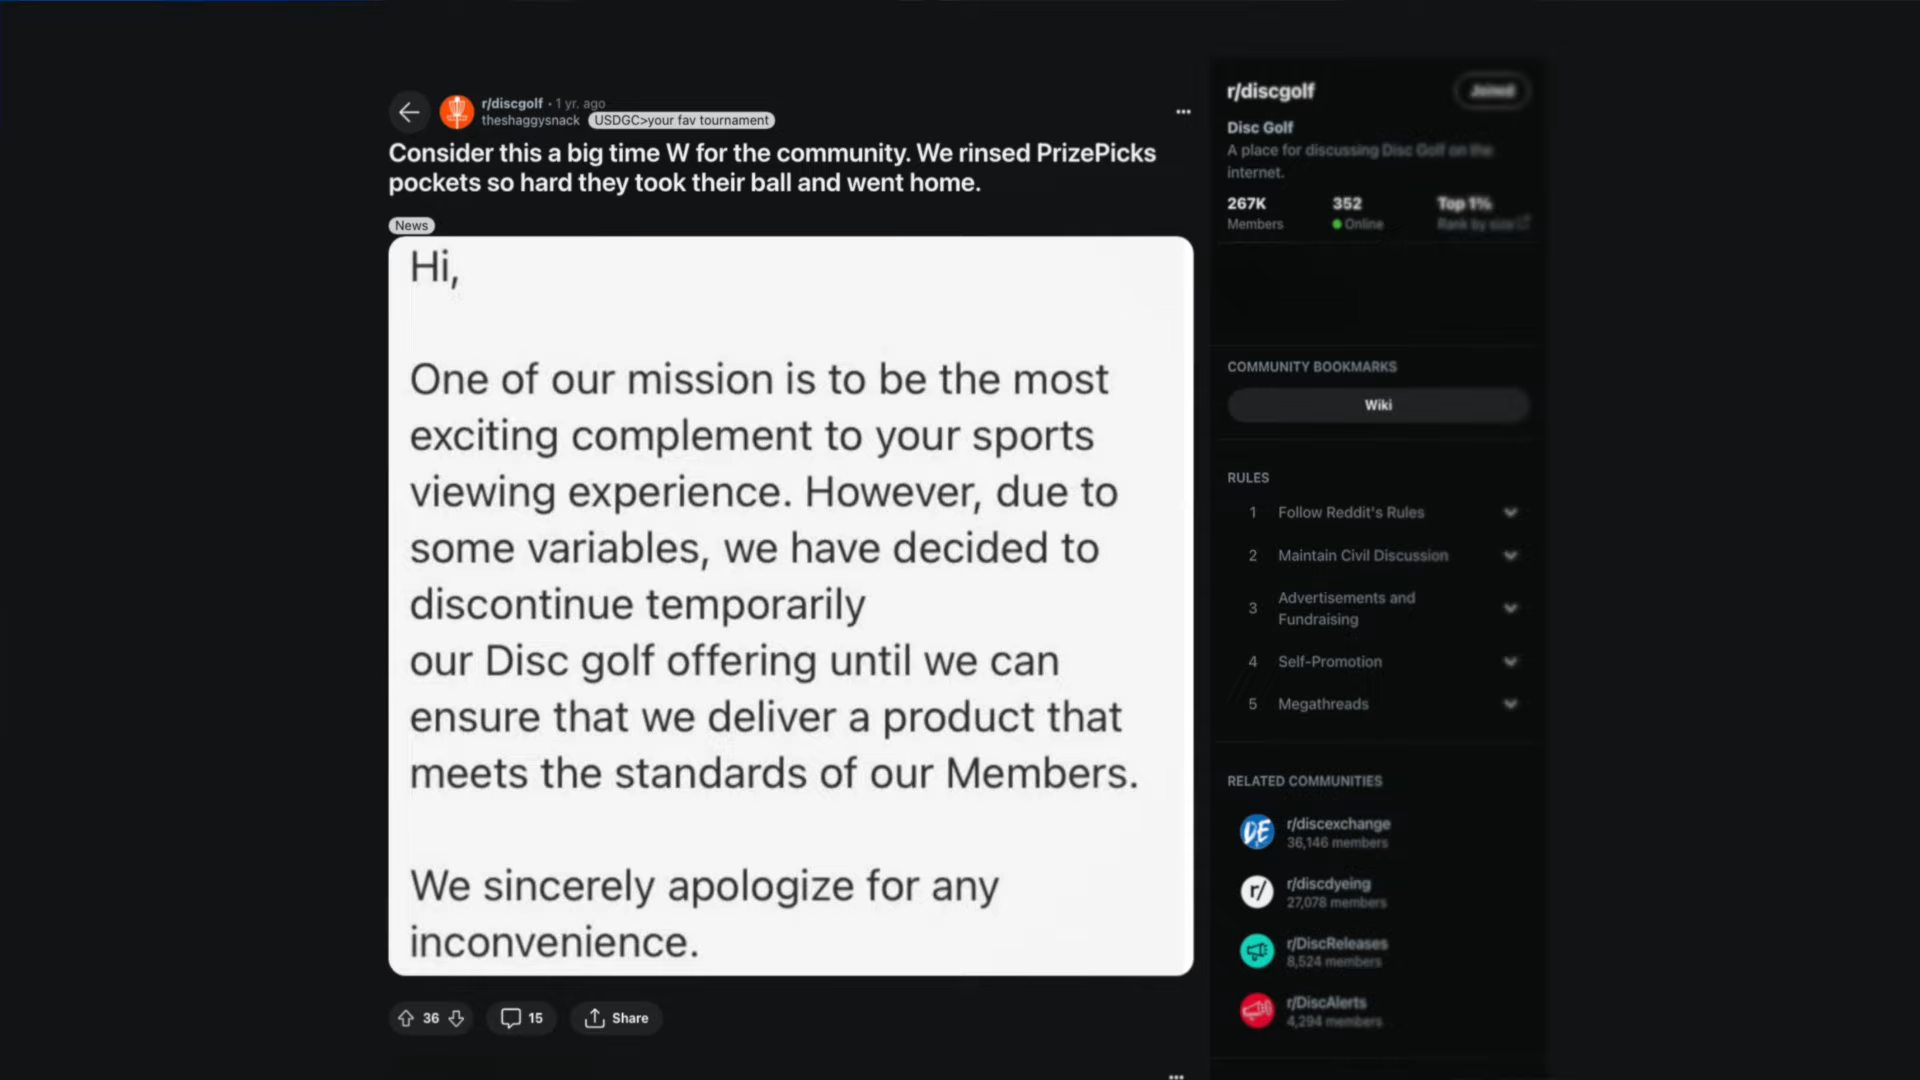 r/discgolf • 1 yr. ago
theshaggysnack USDGC>your fav tournament
Consider this a big time W for the community. We rinsed PrizePicks
pockets so hard they took their ball and went home.
News
Hi,
One of our mission is to be the most
exciting complement to your sports
viewing experience. However, due to
some variables, we have decided to
discontinue temporarily
our Disc golf offering until we can
ensure that we deliver a product that
meets the standards of our Members.
We sincerely apologize for any
inconvenience.
36
15
Share
r/discgolf
Joined
Disc Golf
A place for discussing Disc Golf on the
internet.
267K 352 Top 1%
Members Online Rank by size
COMMUNITY BOOKMARKS
Wiki
RULES
1 Follow Reddit's Rules
2 Maintain Civil Discussion
3 Advertisements and
Fundraising
4 Self-Promotion
5 Megathreads
RELATED COMMUNITIES
DE
r/discexchange
36,146 members
r/
r/discdyeing
27,078 members
r/DiscReleases
8,524 members
r/DiscAlerts
4,294 members